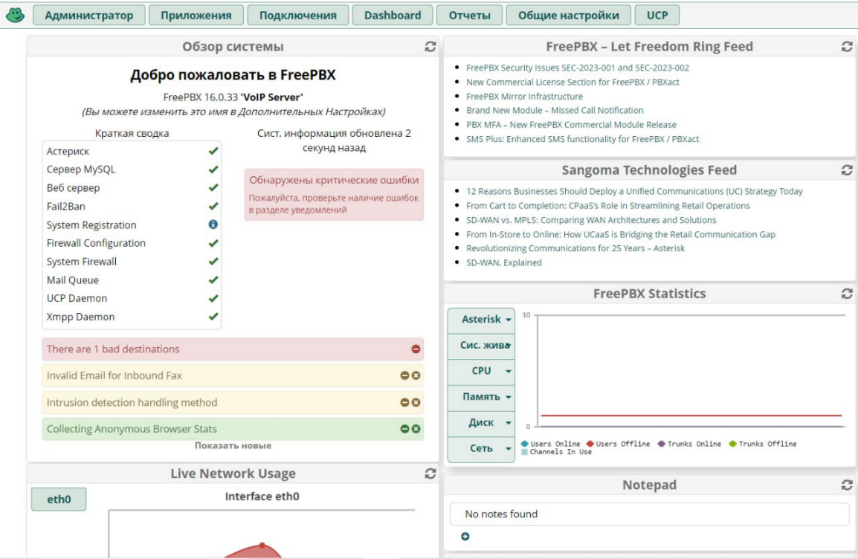 Администратор
Приложения
Подключения
Dashboard
Отчеты
Общие настройки
UCP
Обзор системы
Добро пожаловать в FreePBX
FreePBX 16.0.33 'VoIP Server'
(Вы можете изменить это имя в Дополнительных Настройках)
Краткая сводка
Астериск
Сервер MySQL
Веб сервер
Fail2Ban
System Registration
Firewall Configuration
System Firewall
Mail Queue
UCP Daemon
Xmpp Daemon
Сист. информация обновлена 2
секунд назад
Обнаружены критические ошибки
Пожалуйста, проверьте наличие ошибок
в разделе уведомлений
There are 1 bad destinations
Invalid Email for Inbound Fax
Intrusion detection handling method
Collecting Anonymous Browser Stats
Показать новые
Live Network Usage
eth0
Interface eth0
FreePBX – Let Freedom Ring Feed
FreePBX Security Issues SEC-2023-001 and SEC-2023-002
New Commercial License Section for FreePBX / PBXact
FreePBX Mirror Infrastructure
Brand New Module – Missed Call Notification
PBX MFA – New FreePBX Commercial Module Release
SMS Plus: Enhanced SMS functionality for FreePBX / PBXact
Sangoma Technologies Feed
12 Reasons Businesses Should Deploy a Unified Communications (UC) Strategy Today
From Cart to Completion: CPaaS's Role in Streamlining Retail Operations
SD-WAN vs. MPLS: Comparing WAN Architectures and Solutions
From In-Store to Online: How UCaaS is Bridging the Retail Communication Gap
Revolutionizing Communications for 25 Years – Asterisk
SD-WAN, Explained
FreePBX Statistics
Asterisk
Сис. жива
CPU
Память
Диск
Сеть
10
0
Users Online Users Offline Trunks Online Trunks Offline
Channels In Use
Notepad
No notes found